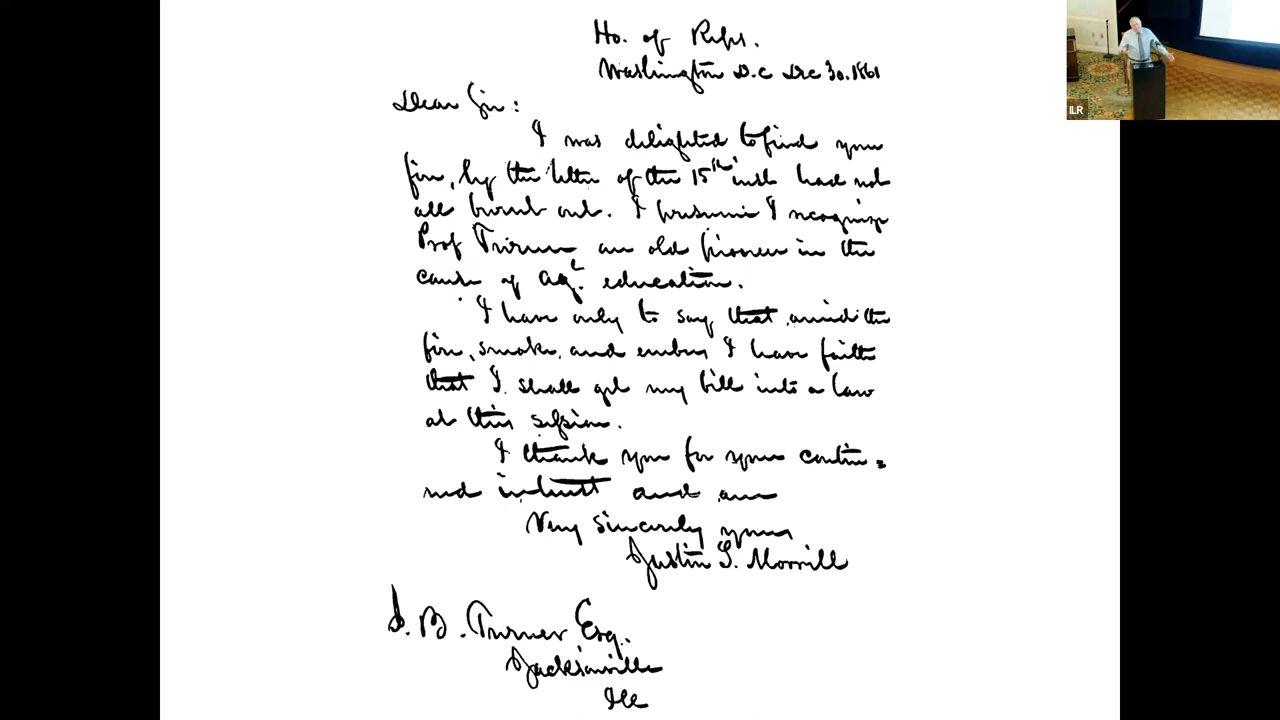 Ho. of Reps.
Washington D.C Dec 30. 1861
Dear Sir:
I was delighted to find your
fire, by the letter of the 15th inst had not
all burnt out. I presume I recognize
Prof Turner an old pioneer in the
cause of agl. education.
I have only to say that amid the
fire, smoke, and embers I have faith
that I shall get my bill into a law
at this session.
I thank you for your contin=
ued interest and am
Very sincerely yours
Justin S. Morrill
J. B. Turner Esq.
Jacksonville
Ill
ILR